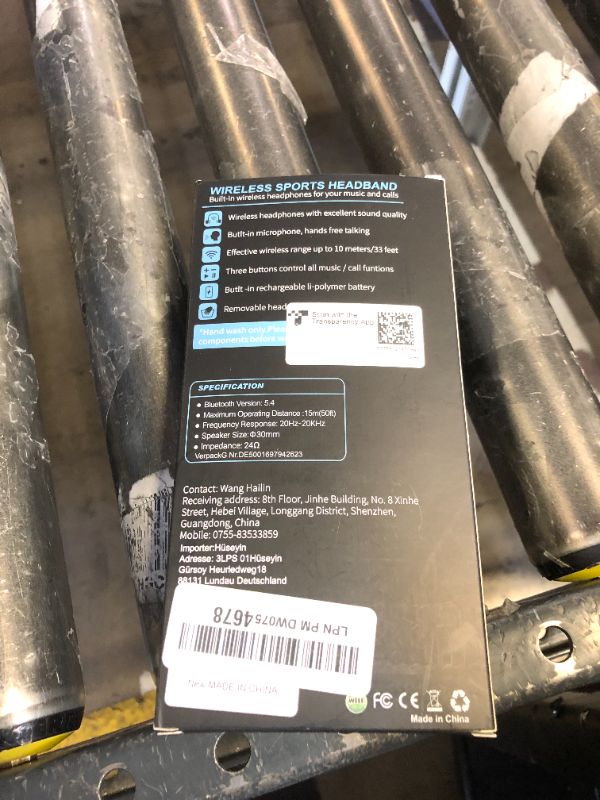 WIRELESS SPORTS HEADBAND
Built-in wireless headphones for your music and calls
Wireless headphones with excellent sound quality
Butlt-in microphone, hands free talking
Effective wireless range up to 10 meters/33 feet
Three buttons control all music / call funtions
Butlt -in rechargeable li-polymer battery
Removable head
Scan with the
Transparency App
*Hand wash only.Plea
components before
SPECIFICATION
• Bluetooth Version: 5.4
• Maximum Operating Distance :15m(50ft)
• Frequency Response: 20Hz-20KHz
• Speaker Size: Φ30mm
• Impedance: 24Ω
VerpackG Nr.DE5001697942623
Contact: Wang Hailin
Receiving address: 8th Floor, Jinhe Building, No. 8 Xinhe
Street, Hebei Village, Longgang District, Shenzhen,
Guangdong, China
Mobile: 0755-83533859
Importer:Hüseyin
Adresse: 3LPS 01Hüseyin
Gürsoy Heuriedweg18
88131 Lundau Deutschland
LPN PM DW0754678
New MADE IN CHINA
FC CE
Made in China